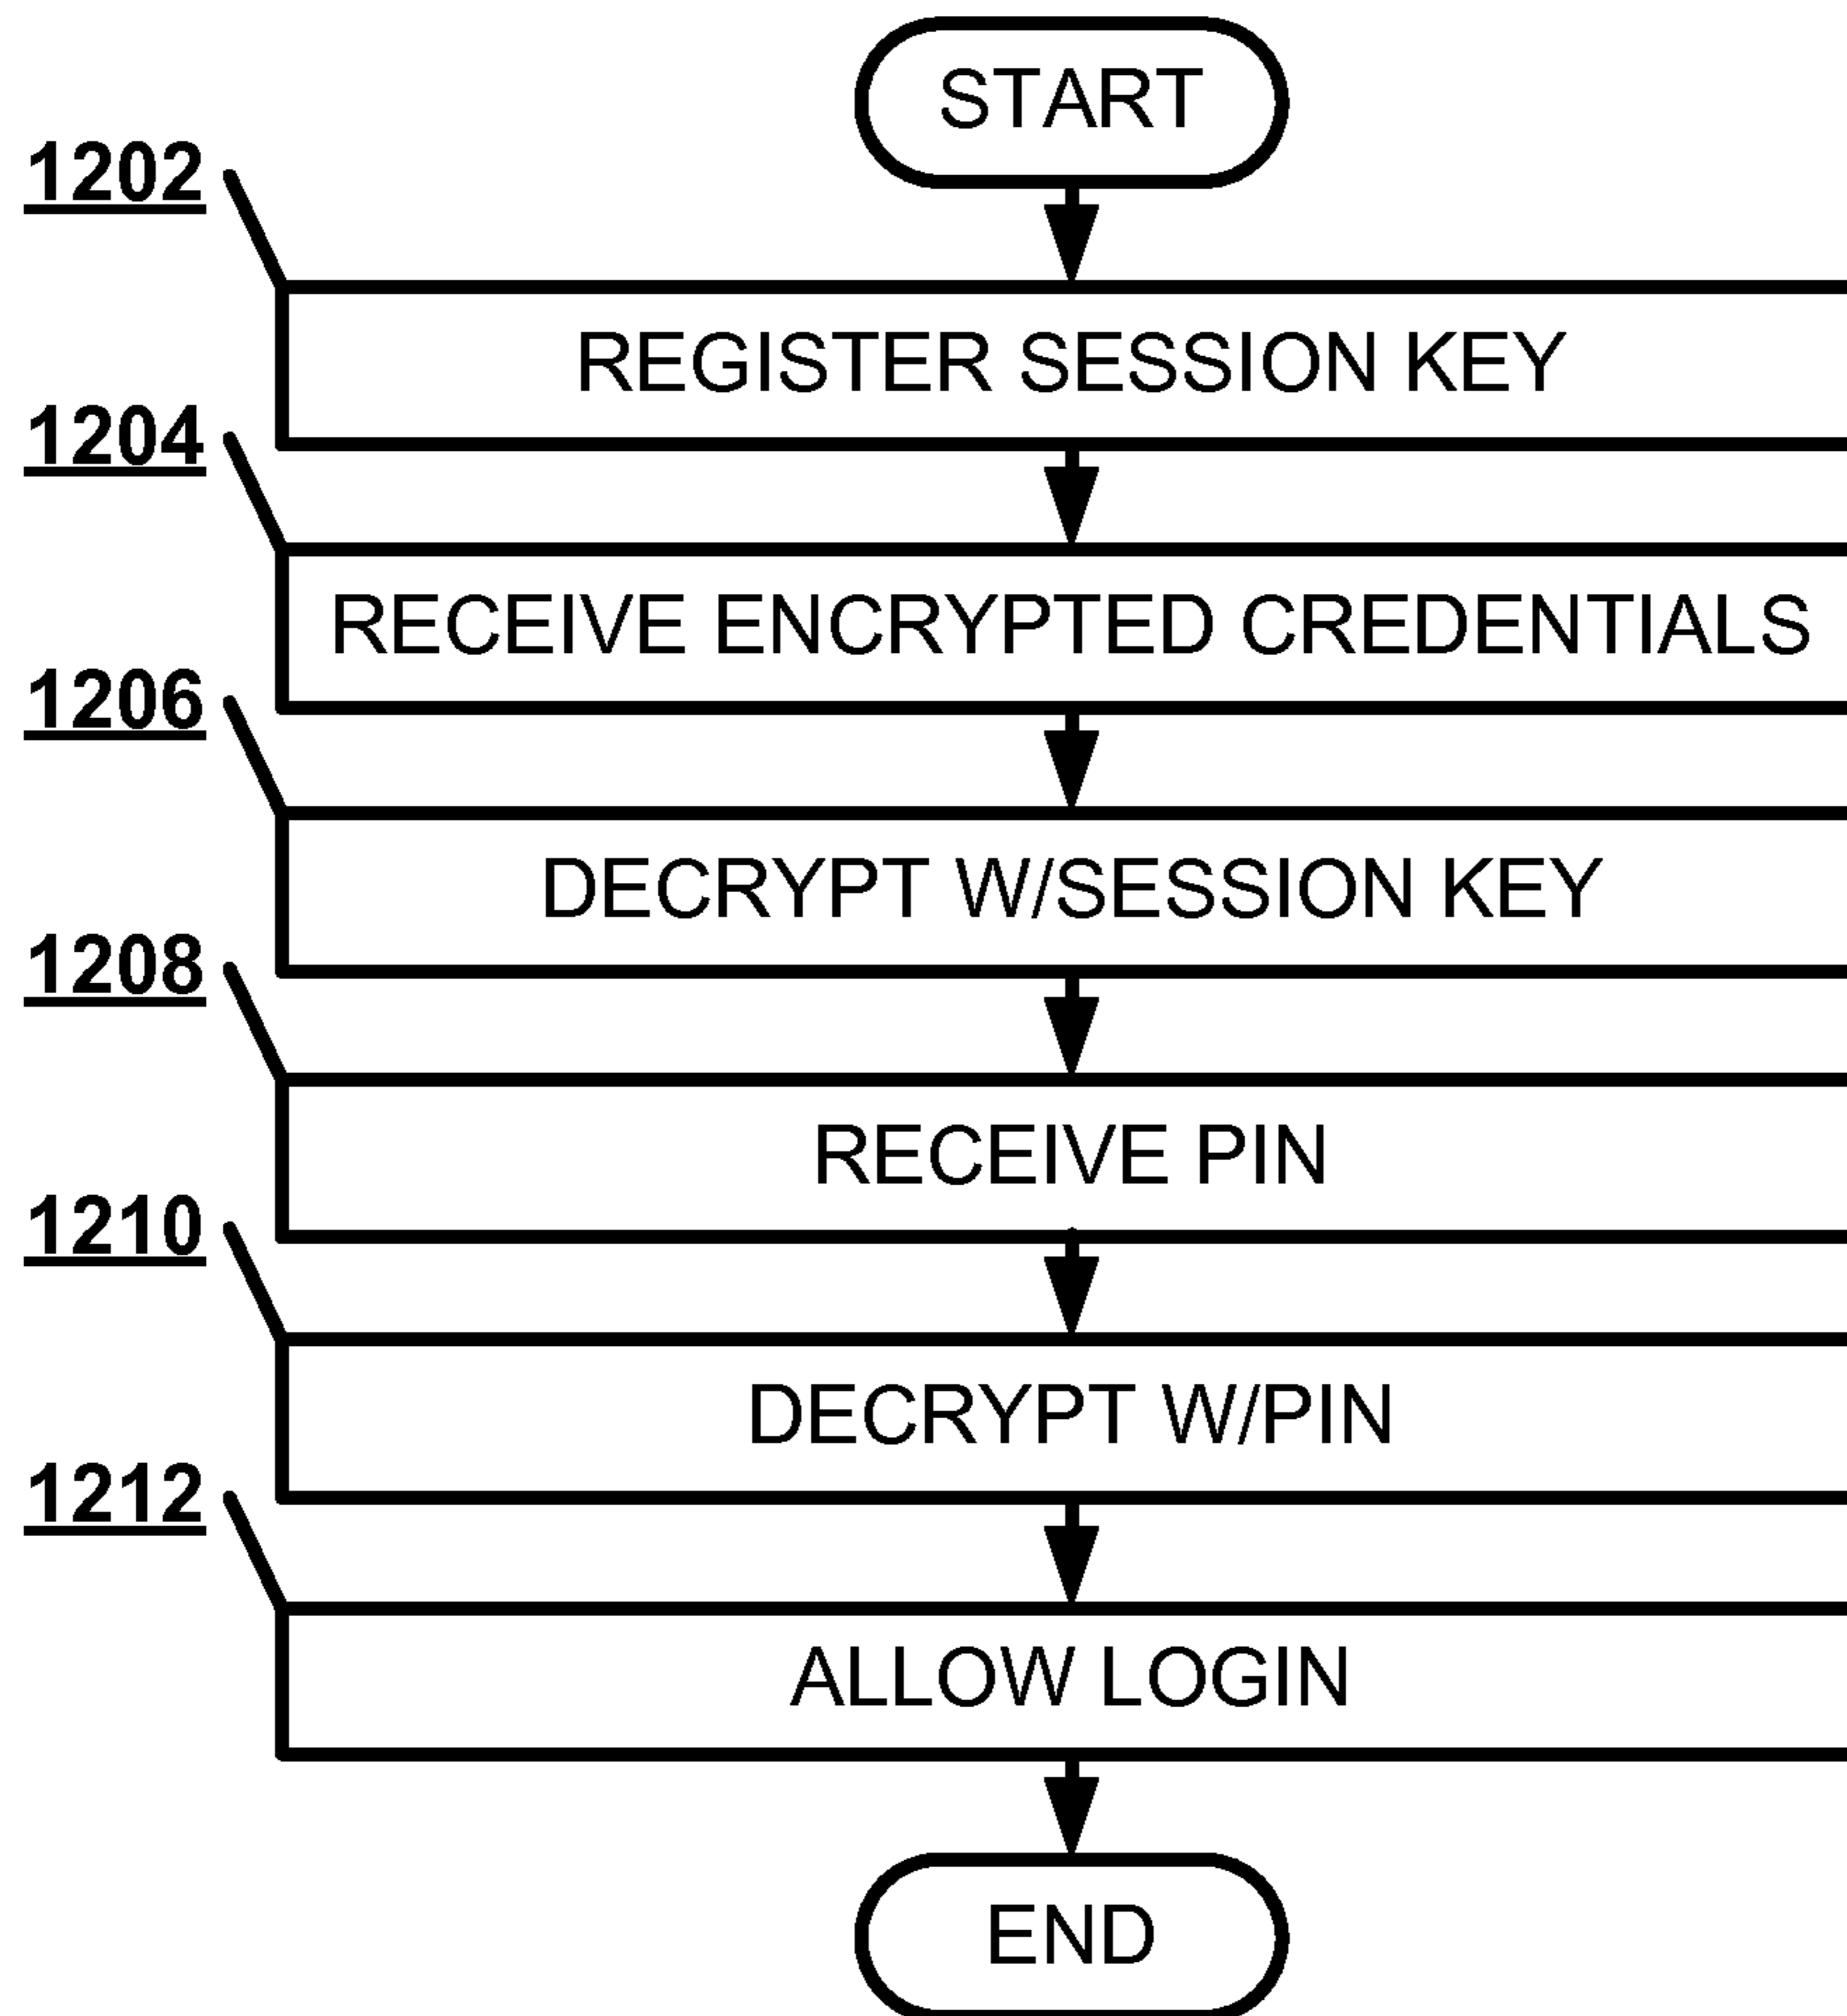 START
1202
REGISTER SESSION KEY
1204
RECEIVE ENCRYPTED CREDENTIALS
1206
DECRYPT W/SESSION KEY
1208
RECEIVE PIN
1210
DECRYPT W/PIN
1212
ALLOW LOGIN
END